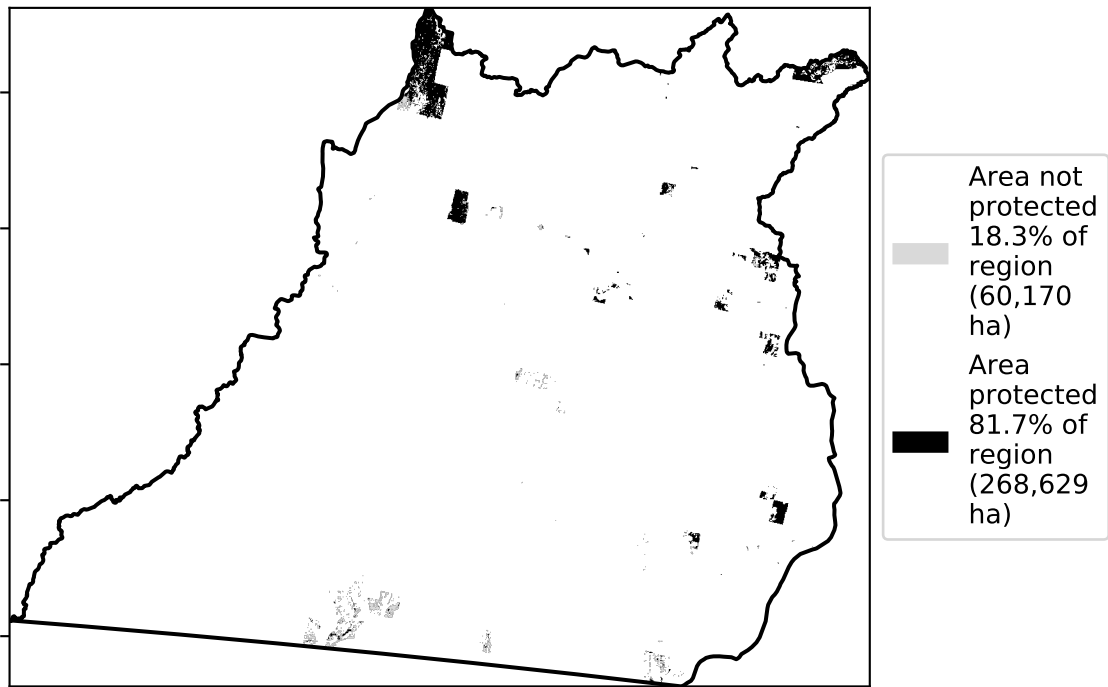 Area not
protected
18.3% of
region
(60,170
ha)
Area
protected
81.7% of
region
(268,629
ha)